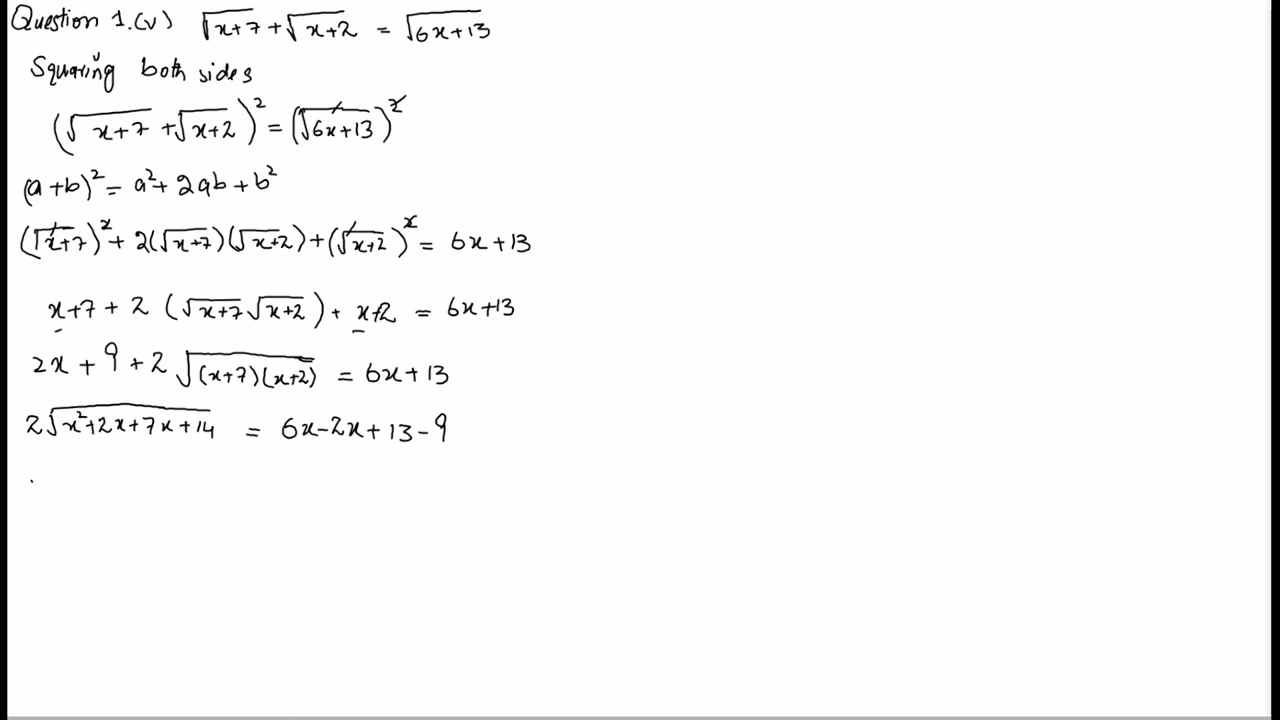 Question 1.(v) √(x+7) + √(x+2) = √(6x+13)
Squaring both sides
(√(x+7) + √(x+2))² = (√(6x+13))²
(a+b)² = a² + 2ab + b²
(√(x+7))² + 2(√(x+7))(√(x+2)) + (√(x+2))² = 6x+13
x+7 + 2 (√(x+7) √(x+2)) + x+2 = 6x+13
2x + 9 + 2 √((x+7)(x+2)) = 6x+13
2√(x²+2x+7x+14) = 6x-2x+13-9